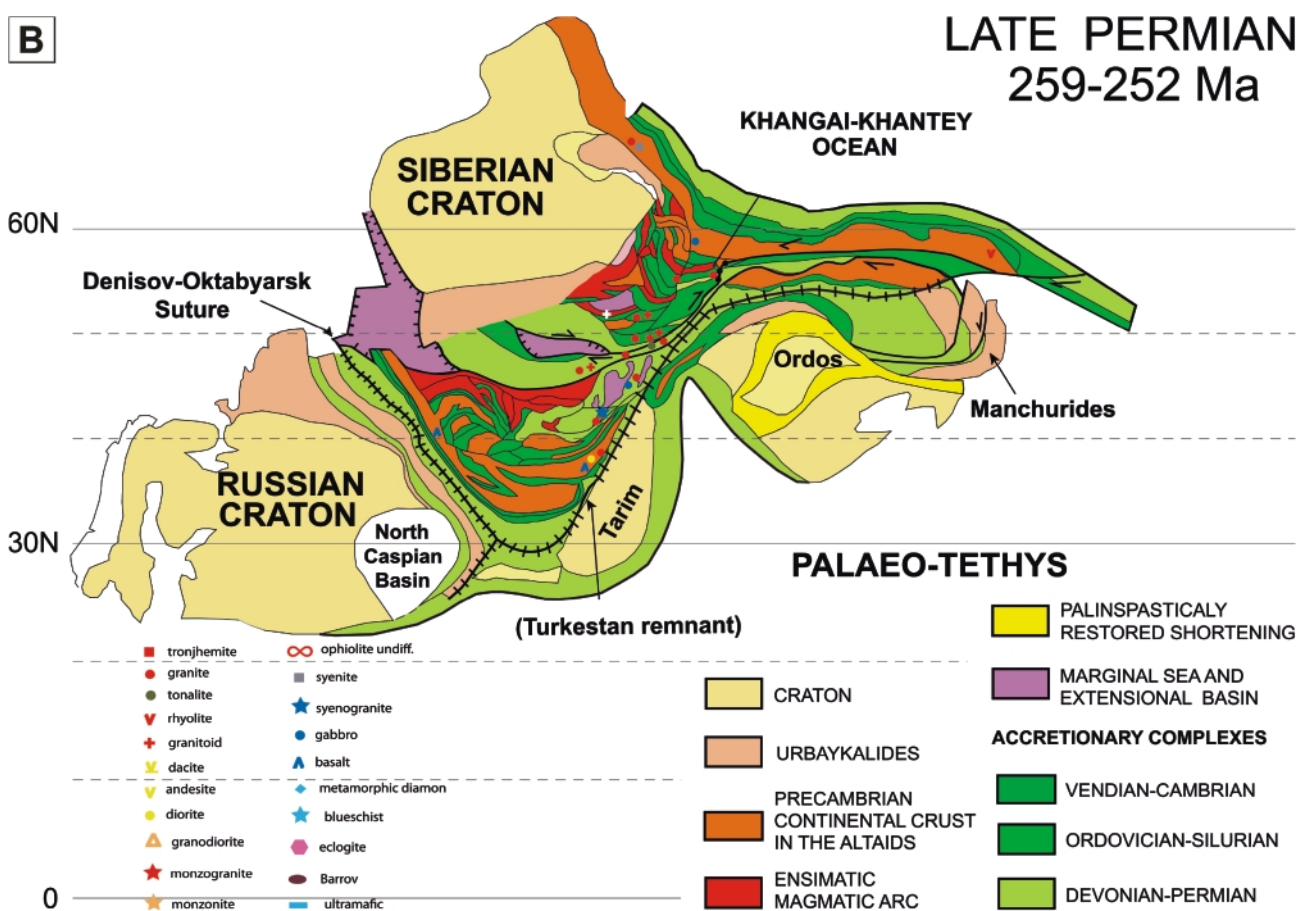 B
LATE PERMIAN
259-252 Ma
KHANGAI-KHANTEY
OCEAN
SIBERIAN
CRATON
60N
Denisov-Oktabyarsk
Suture
Ordos
Manchurides
RUSSIAN
CRATON
Tarim
North
Caspian
Basin
30N
PALAEO-TETHYS
(Turkestan remnant)
tronjhemite
granite
tonalite
rhyolite
granitoid
dacite
andesite
diorite
granodiorite
monzogranite
monzonite
ophiolite undiff.
syenite
syenogranite
gabbro
basalt
metamorphic diamon
blueschist
eclogite
Barrov
ultramafic
0
CRATON
URBAYKALIDES
PRECAMBRIAN
CONTINENTAL CRUST
IN THE ALTAIDS
ENSIMATIC
MAGMATIC ARC
PALINSPASTICALY
RESTORED SHORTENING
MARGINAL SEA AND
EXTENSIONAL BASIN
ACCRETIONARY COMPLEXES
VENDIAN-CAMBRIAN
ORDOVICIAN-SILURIAN
DEVONIAN-PERMIAN